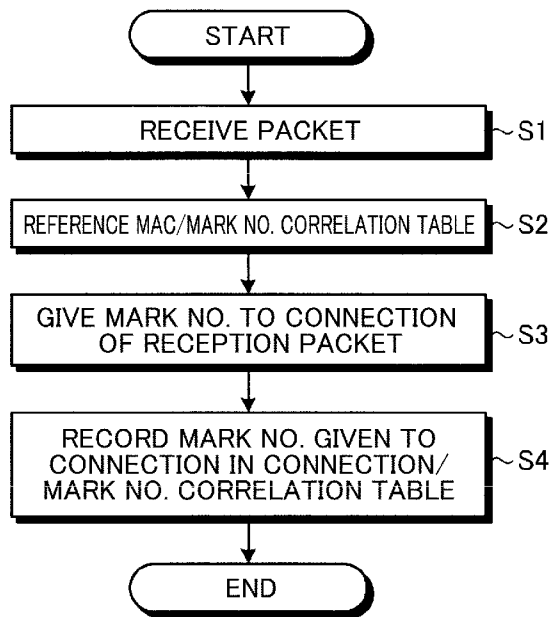 START
RECEIVE PACKET
S1
REFERENCE MAC/MARK NO. CORRELATION TABLE
S2
GIVE MARK NO. TO CONNECTION
OF RECEPTION PACKET
S3
RECORD MARK NO. GIVEN TO
CONNECTION IN CONNECTION/
MARK NO. CORRELATION TABLE
S4
END